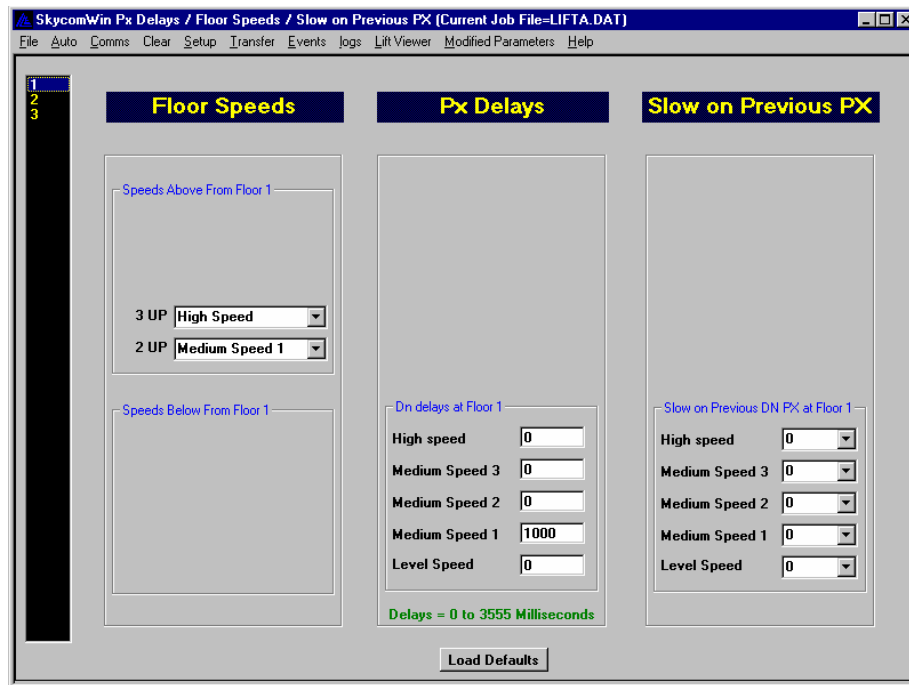 SkycomWin Px Delays / Floor Speeds / Slow on Previous PX (Current Job File=LIFTA.DAT)
File Auto Comms Clear Setup Transfer Events logs Lift Viewer Modified Parameters Help
1
2
3
Floor Speeds
Speeds Above From Floor 1
3 UP High Speed
2 UP Medium Speed 1
Speeds Below From Floor 1
Px Delays
Dn delays at Floor 1
High speed 0
Medium Speed 3 0
Medium Speed 2 0
Medium Speed 1 1000
Level Speed 0
Delays = 0 to 3555 Milliseconds
Slow on Previous PX
Slow on Previous DN PX at Floor 1
High speed 0
Medium Speed 3 0
Medium Speed 2 0
Medium Speed 1 0
Level Speed 0
Load Defaults